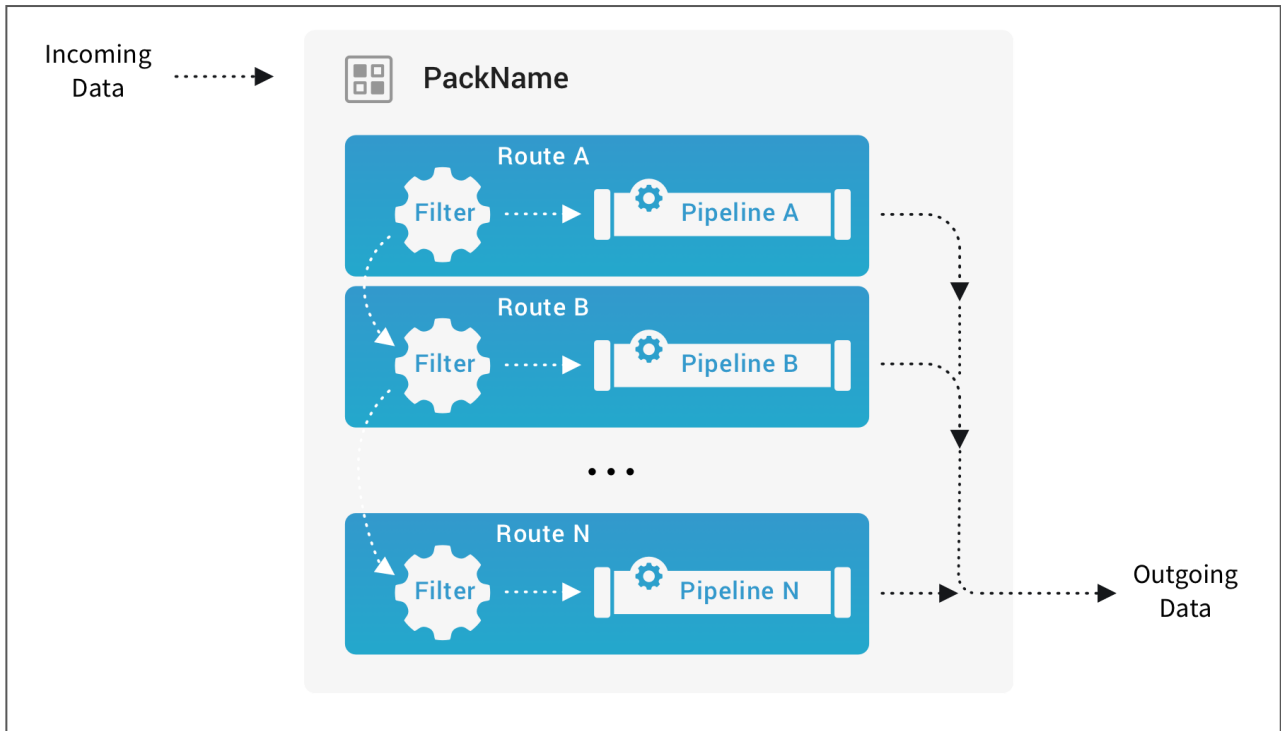 Incoming
Data
PackName
Route A
Filter
Pipeline A
Route B
Filter
Pipeline B
...
Route N
Filter
Pipeline N
Outgoing
Data